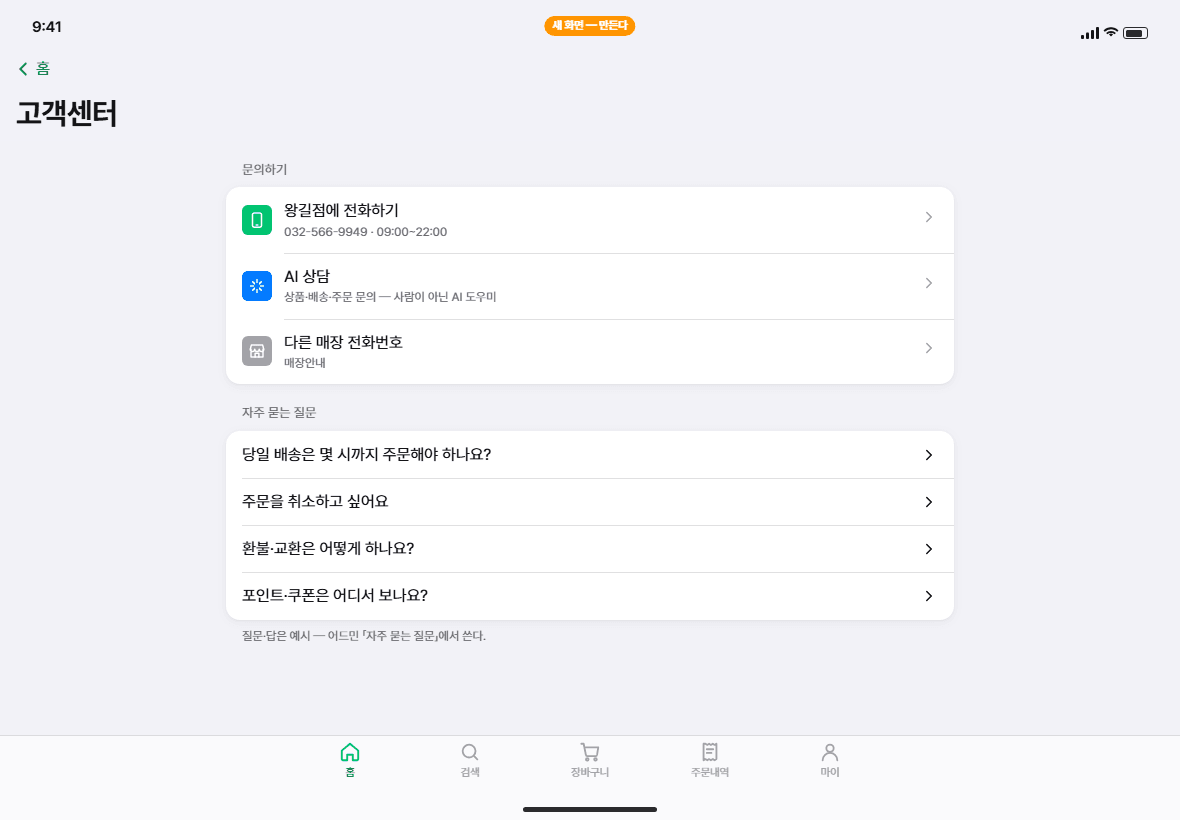 9:41
새 화면 — 만든다
홈
고객센터
문의하기
왕길점에 전화하기
032-566-9949 · 09:00~22:00
AI 상담
상품·배송·주문 문의 — 사람이 아닌 AI 도우미
다른 매장 전화번호
매장안내
자주 묻는 질문
당일 배송은 몇 시까지 주문해야 하나요?
주문을 취소하고 싶어요
환불·교환은 어떻게 하나요?
포인트·쿠폰은 어디서 보나요?
질문·답은 예시 — 어드민 「자주 묻는 질문」에서 쓴다.
홈
검색
장바구니
주문내역
마이